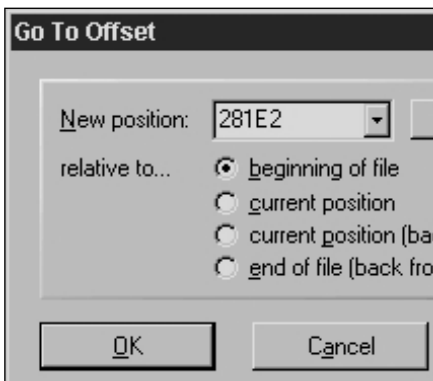 Go To Offset
New position: 281E2
relative to...
beginning of file
current position
current position (ba
end of file (back fro
OK Cancel